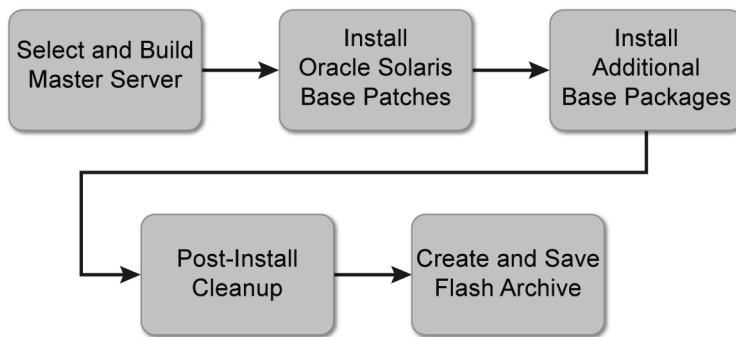 Select and Build
Master Server
Install
Oracle Solaris
Base Patches
Install
Additional
Base Packages
Post-Install
Cleanup
Create and Save
Flash Archive